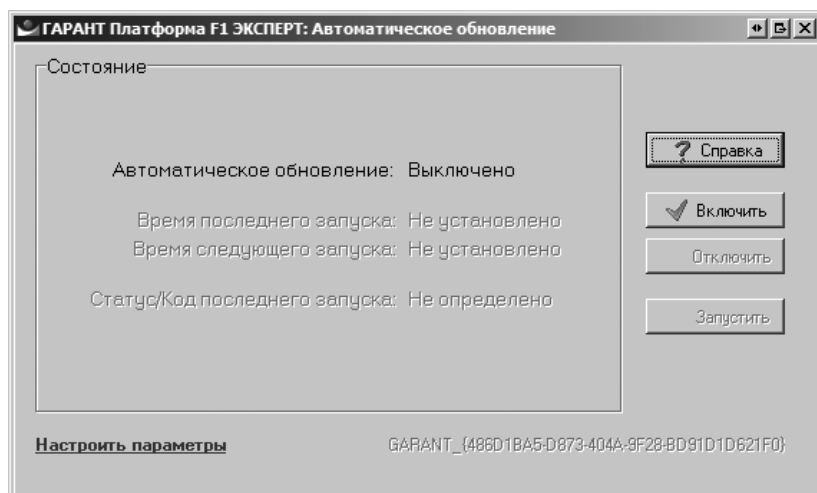 ГАРАНТ Платформа F1 ЭКСПЕРТ: Автоматическое обновление
Состояние
Автоматическое обновление: Выключено
Время последнего запуска: Не установлено
Время следующего запуска: Не установлено
Статус/Код последнего запуска: Не определено
Справка
Включить
Отключить
Запустить
Настроить параметры
GARANT_{486D1BA5-D873-404A-9F28-BD91D1D621F0}